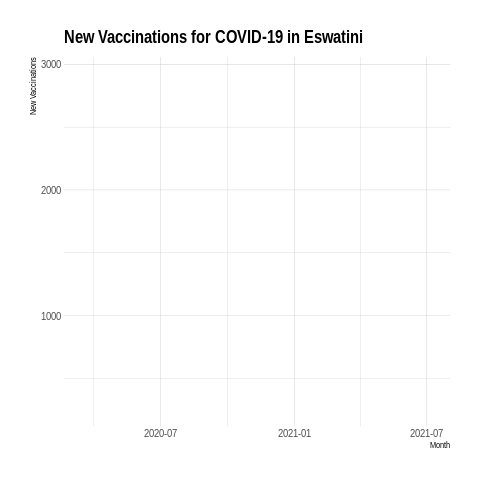 New Vaccinations for COVID-19 in Eswatini
New Vaccinations
3000
2000
1000
2020-07
2021-01
2021-07
Month